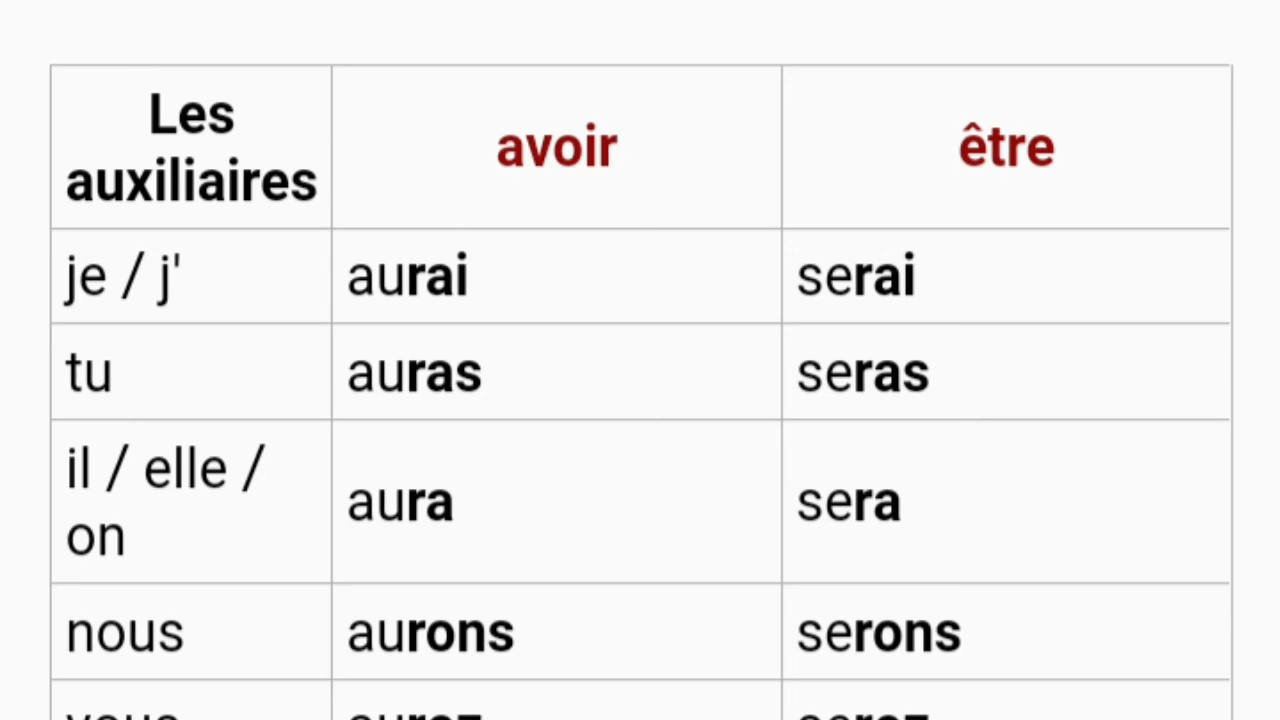 Les
auxiliaires
avoir
être
je / j'
aurai
serai
tu
auras
seras
il / elle /
on
aura
sera
nous
aurons
serons